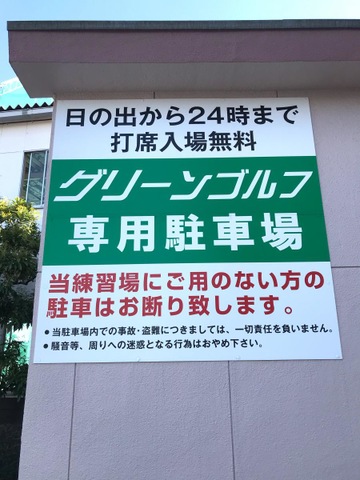 日の出から24時まで
打席入場無料
グリーンゴルフ
専用駐車場
当練習場にご用のない方の
駐車はお断り致します。
●当駐車場内での事故・盗難につきましては、一切責任を負いません。
●騒音等、周りへの迷惑となる行為はおやめ下さい。